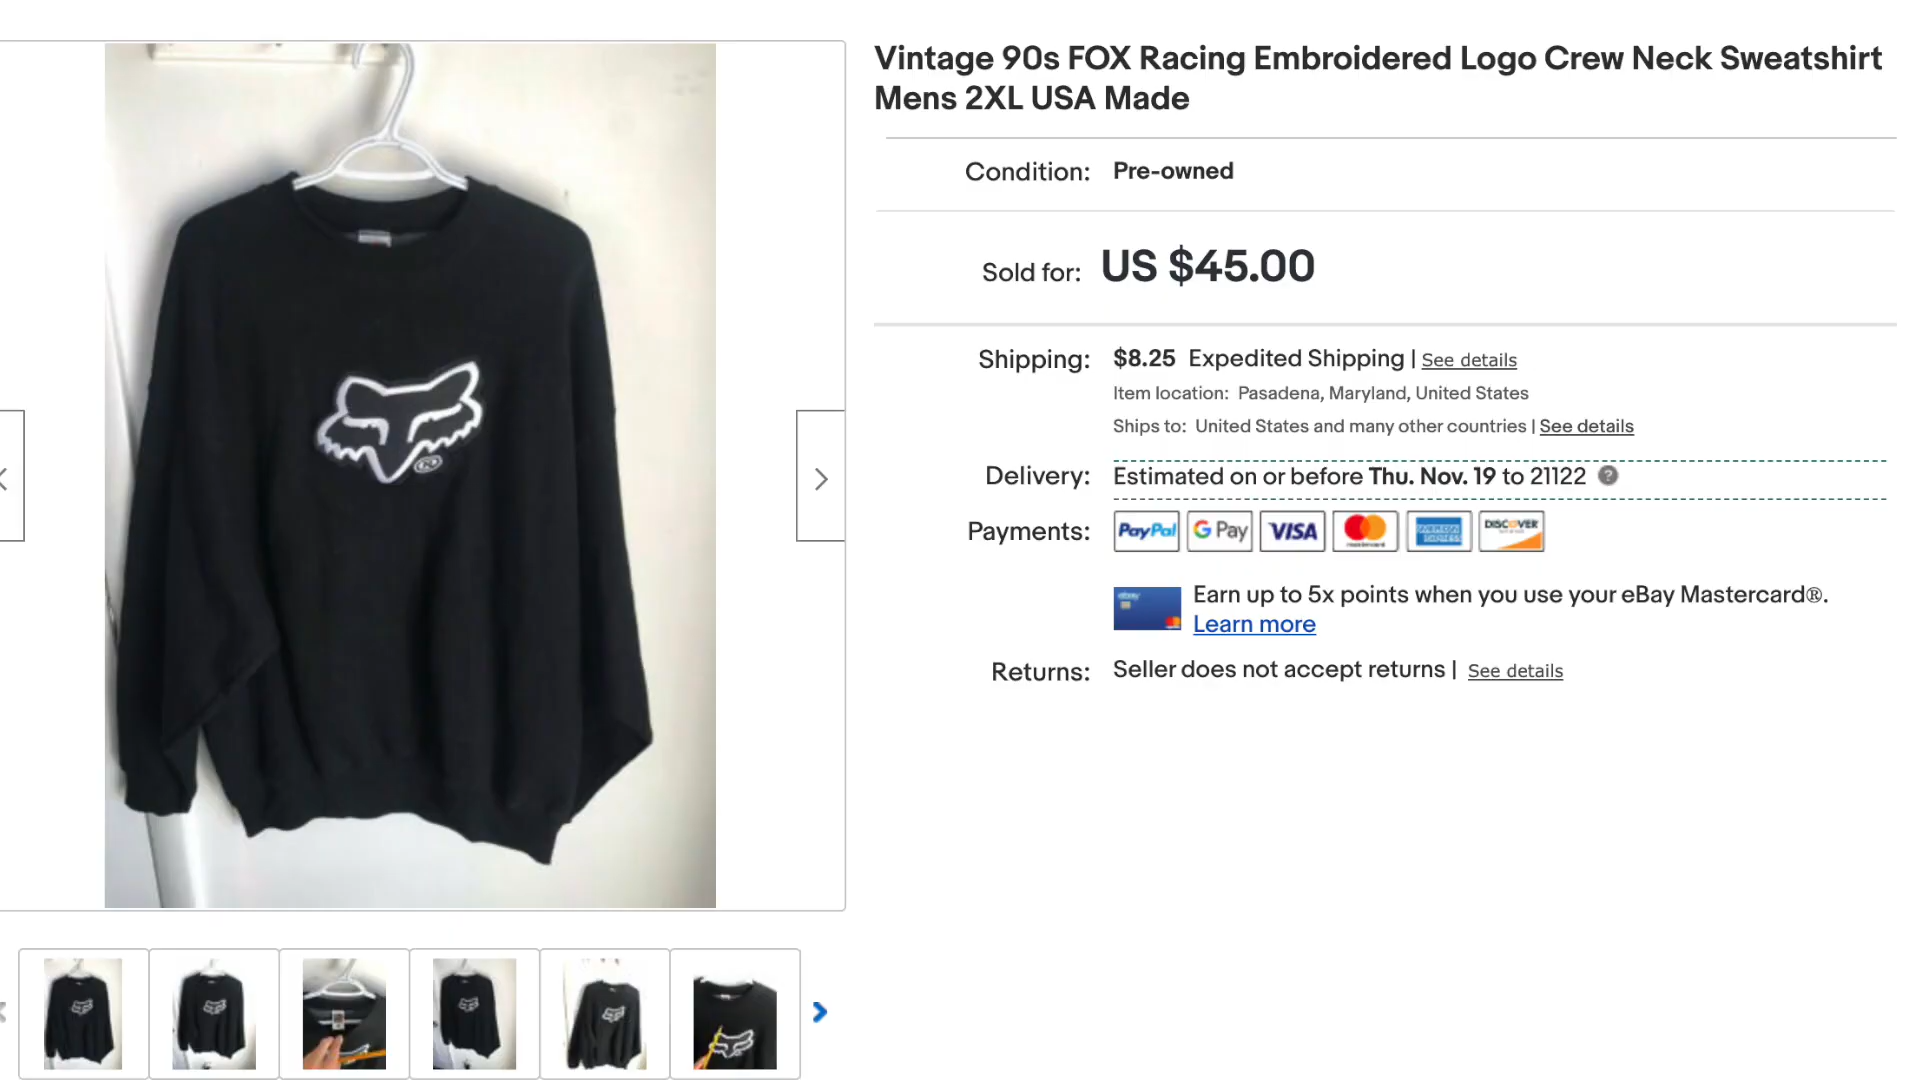 Vintage 90s FOX Racing Embroidered Logo Crew Neck Sweatshirt
Mens 2XL USA Made
Condition: Pre-owned
Sold for: US $45.00
Shipping: $8.25 Expedited Shipping | See details
Item location: Pasadena, Maryland, United States
Ships to: United States and many other countries | See details
Delivery: Estimated on or before Thu. Nov. 19 to 21122 ?
Payments: PayPal G Pay VISA mastercard AMERICAN EXPRESS DISCOVER
ebay
Earn up to 5x points when you use your eBay Mastercard®.
Learn more
Returns: Seller does not accept returns | See details